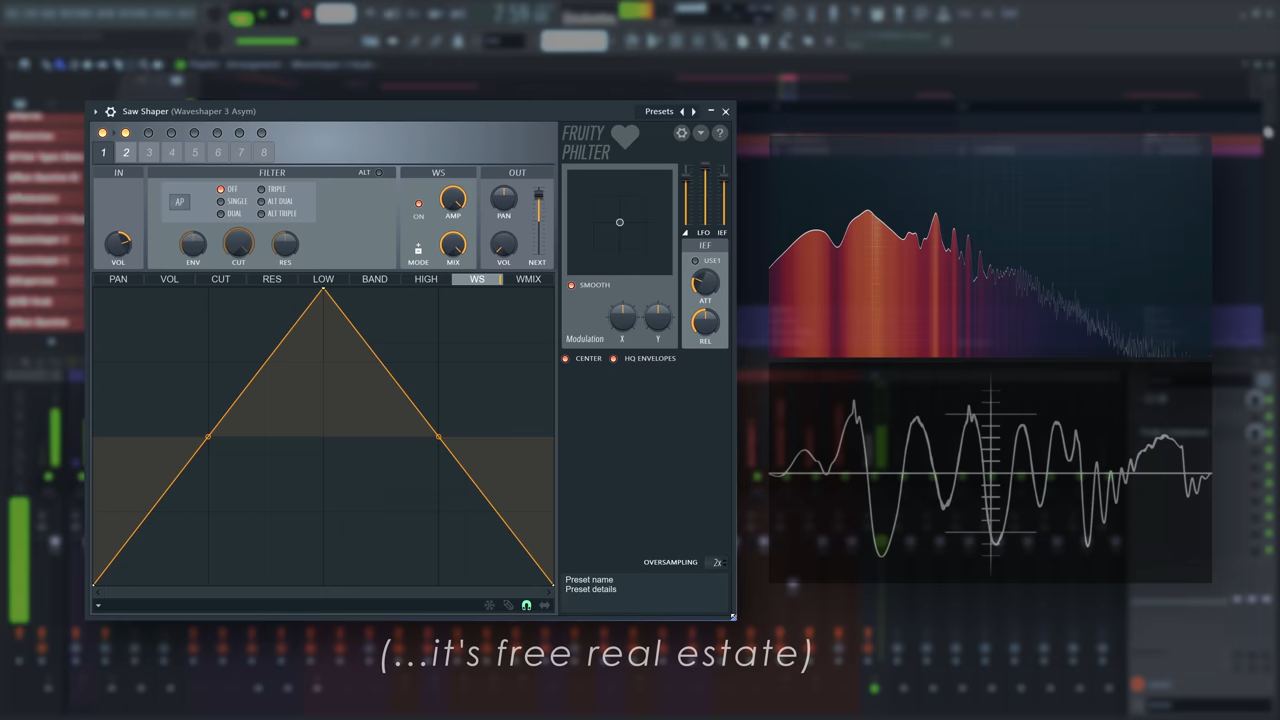 Saw Shaper (Waveshaper 3 Asym)
Presets
1 2 3 4 5 6 7 8
FRUITY
PHILTER
IN
FILTER
ALT
WS
OUT
AP
OFF
SINGLE
DUAL
TRIPLE
ALT DUAL
ALT TRIPLE
ON
AMP
PAN
VOL
ENV
CUT
RES
MODE
MIX
VOL
NEXT
LFO
IEF
IEF
USE1
ATT
REL
SMOOTH
Modulation
X
Y
CENTER
HQ ENVELOPES
PAN VOL CUT RES LOW BAND HIGH WS WMIX
OVERSAMPLING 2x
Preset name
Preset details
(...it's free real estate)